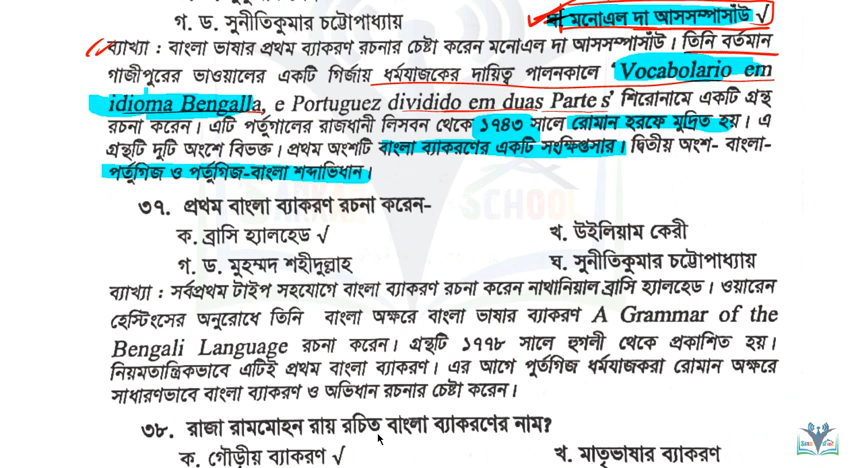 গ. ড. সুনীতিকুমার চট্টোপাধ্যায় ঘ. মনোএল দা আসসম্পাসাঁউ √
ব্যাখ্যা : বাংলা ভাষার প্রথম ব্যাকরণ রচনার চেষ্টা করেন মনোএল দা আসসম্পাসাঁউ। তিনি বর্তমান
গাজীপুরের ভাওয়ালের একটি গির্জায় ধর্মযাজকের দায়িত্ব পালনকালে ‘Vocabolario em
idioma Bengalla, e Portuguez dividido em duas Partes’ শিরোনামে একটি গ্রন্থ
রচনা করেন। এটি পর্তুগালের রাজধানী লিসবন থেকে ১৭৪৩ সালে রোমান হরফে মুদ্রিত হয়। এ
গ্রন্থটি দুটি অংশে বিভক্ত। প্রথম অংশটি বাংলা ব্যাকরণের একটি সংক্ষিপ্তসার। দ্বিতীয় অংশ- বাংলা-
পর্তুগিজ ও পর্তুগিজ-বাংলা শব্দাভিধান।
৩৭. প্রথম বাংলা ব্যাকরণ রচনা করেন-
ক. ব্রাসি হ্যালহেড √ খ. উইলিয়াম কেরী
গ. ড. মুহম্মদ শহীদুল্লাহ ঘ. সুনীতিকুমার চট্টোপাধ্যায়
ব্যাখ্যা : সর্বপ্রথম টাইপ সহযোগে বাংলা ব্যাকরণ রচনা করেন নাথানিয়াল ব্রাসি হ্যালহেড। ওয়ারেন
হেস্টিংসের অনুরোধে তিনি বাংলা অক্ষরে বাংলা ভাষার ব্যাকরণ A Grammar of the
Bengali Language রচনা করেন। গ্রন্থটি ১৭৭৮ সালে হুগলী থেকে প্রকাশিত হয়।
নিয়মতান্ত্রিকভাবে এটিই প্রথম বাংলা ব্যাকরণ। এর আগে পুর্তগিজ ধর্মযাজকরা রোমান অক্ষরে
সাধারণভাবে বাংলা ব্যাকরণ ও অভিধান রচনার চেষ্টা করেন।
৩৮. রাজা রামমোহন রায় রচিত বাংলা ব্যাকরণের নাম?
ক. গৌড়ীয় ব্যাকরণ √ খ. মাতৃভাষার ব্যাকরণ